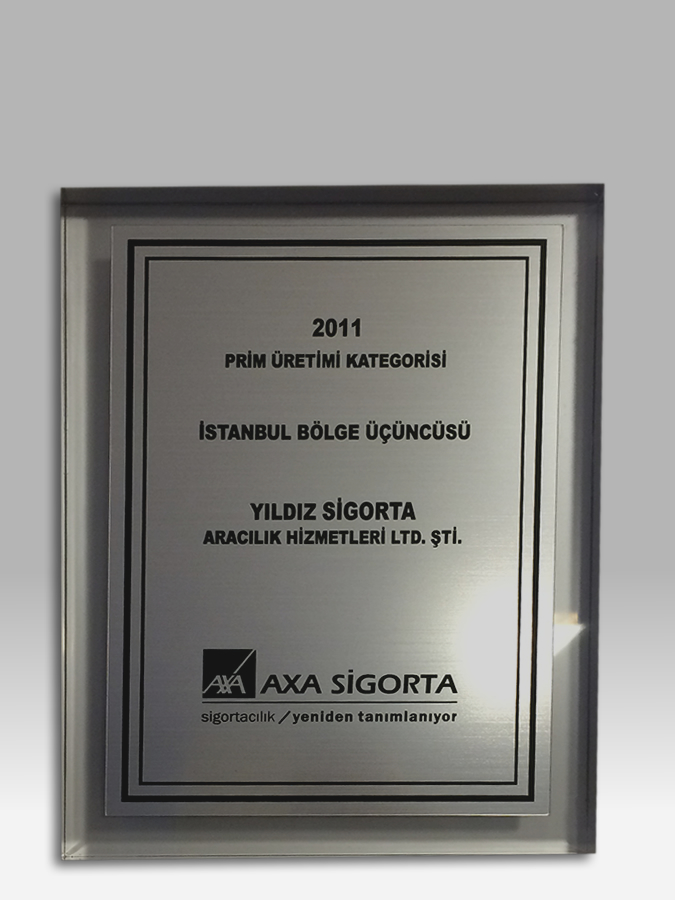 2011
PRİM ÜRETİMİ KATEGORİSİ
İSTANBUL BÖLGE ÜÇÜNCÜSÜ
YILDIZ SİGORTA
ARACILIK HİZMETLERİ LTD. ŞTİ.
AXA AXA SİGORTA
sigortacılık / yeniden tanımlanıyor